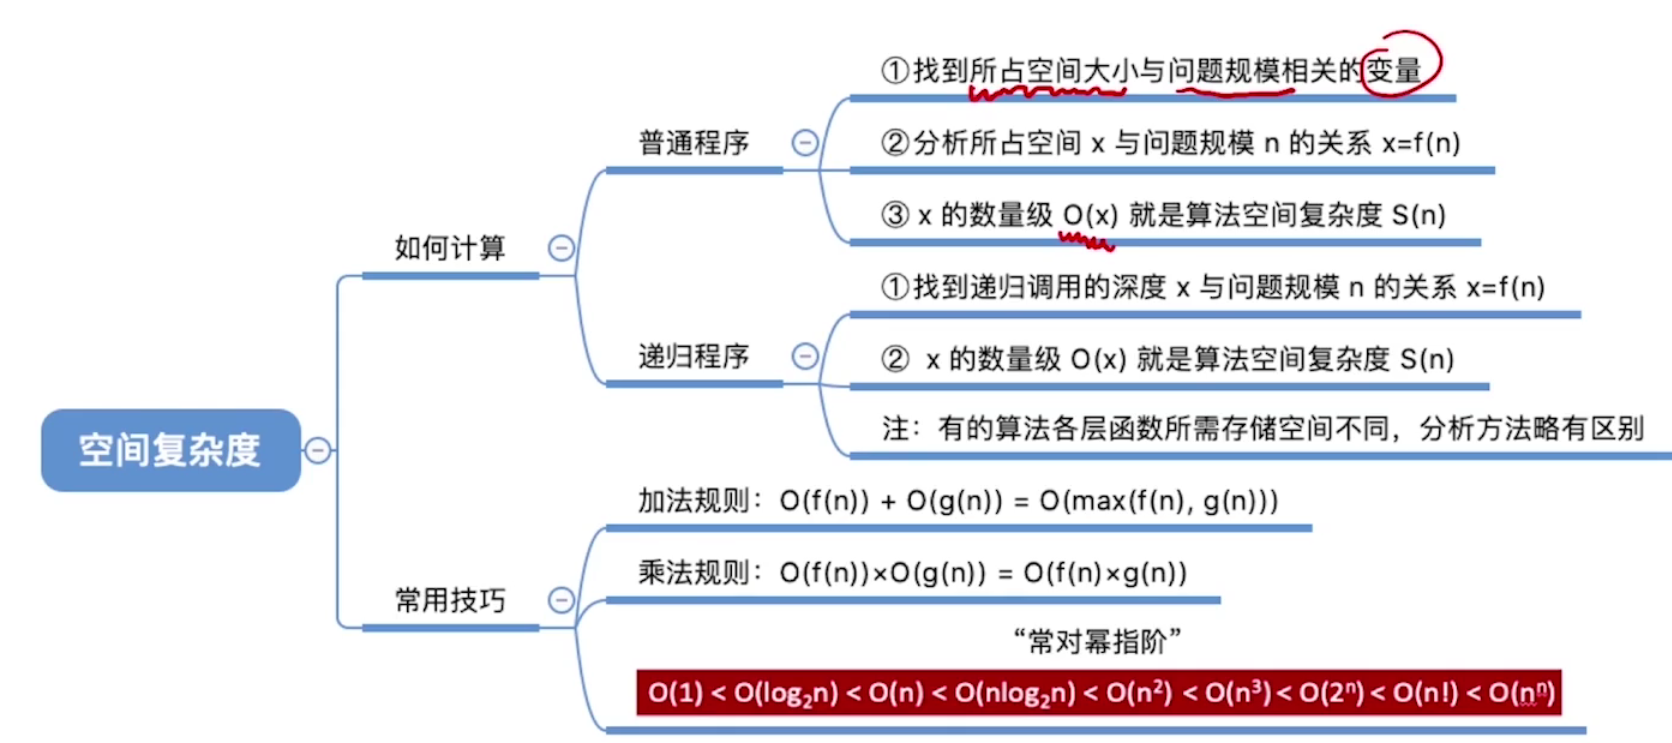 空间复杂度
如何计算
普通程序
①找到所占空间大小与问题规模相关的变量
②分析所占空间 x 与问题规模 n 的关系 x=f(n)
③ x 的数量级 O(x) 就是算法空间复杂度 S(n)
递归程序
①找到递归调用的深度 x 与问题规模 n 的关系 x=f(n)
② x 的数量级 O(x) 就是算法空间复杂度 S(n)
注：有的算法各层函数所需存储空间不同，分析方法略有区别
常用技巧
加法规则：O(f(n)) + O(g(n)) = O(max(f(n), g(n)))
乘法规则：O(f(n))×O(g(n)) = O(f(n)×g(n))
“常对幂指阶”
O(1) < O(log₂n) < O(n) < O(nlog₂n) < O(n²) < O(n³) < O(2ⁿ) < O(n!) < O(nⁿ)